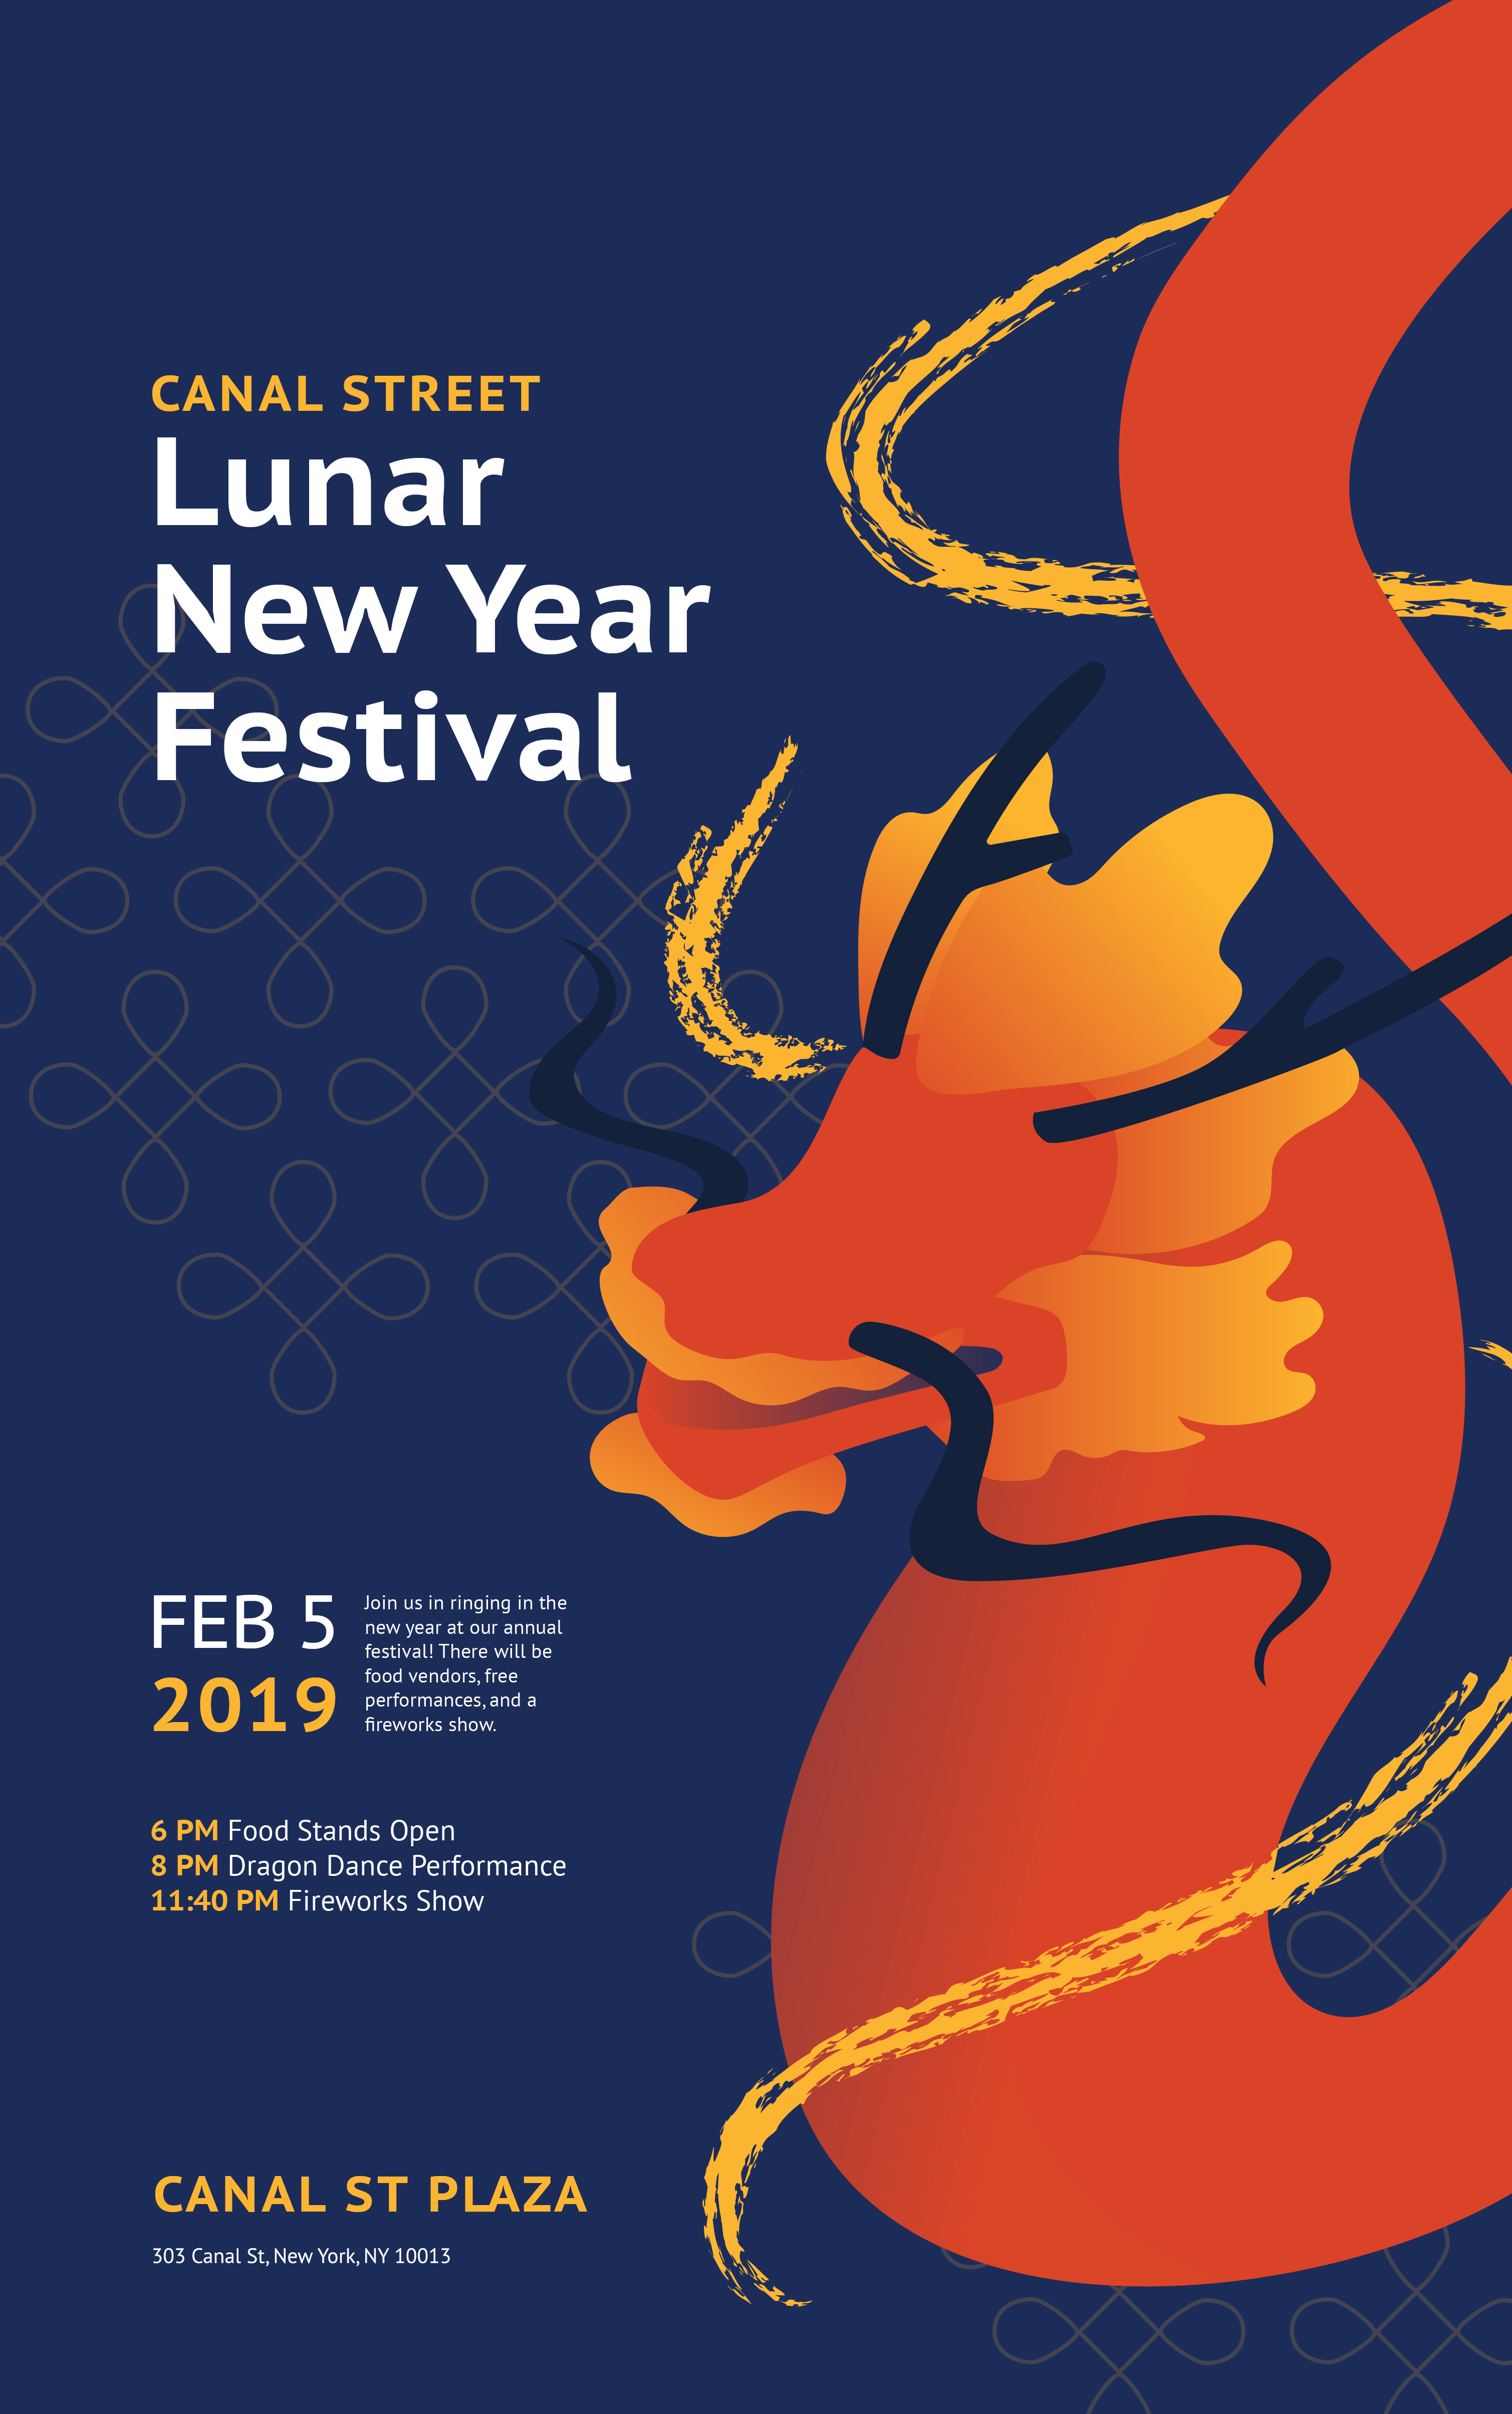 CANAL STREET
Lunar
New Year
Festival
FEB 5
2019
Join us in ringing in the
new year at our annual
festival! There will be
food vendors, free
performances, and a
fireworks show.
6 PM Food Stands Open
8 PM Dragon Dance Performance
11:40 PM Fireworks Show
CANAL ST PLAZA
303 Canal St, New York, NY 10013